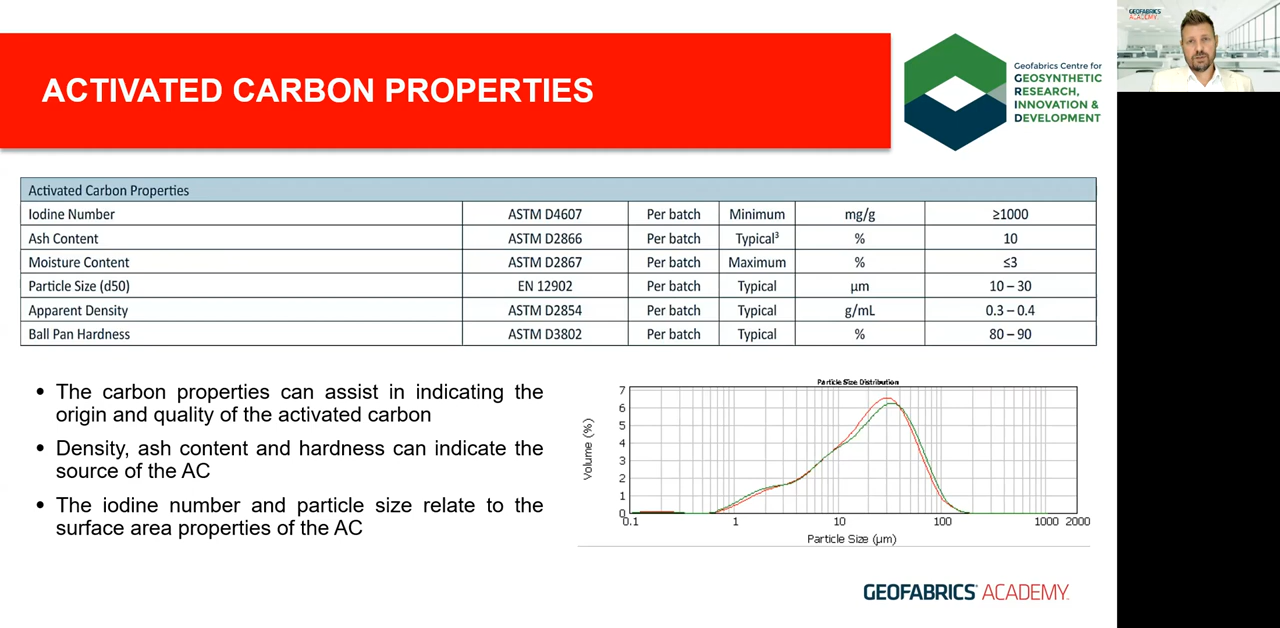 ACTIVATED CARBON PROPERTIES
Geofabrics Centre for
GEOSYNTHETIC
RESEARCH,
INNOVATION &
DEVELOPMENT
GEOFABRICS
ACADEMY
Activated Carbon Properties
Iodine Number ASTM D4607 Per batch Minimum mg/g ≥1000
Ash Content ASTM D2866 Per batch Typical³ % 10
Moisture Content ASTM D2867 Per batch Maximum % ≤3
Particle Size (d50) EN 12902 Per batch Typical µm 10 – 30
Apparent Density ASTM D2854 Per batch Typical g/mL 0.3 – 0.4
Ball Pan Hardness ASTM D3802 Per batch Typical % 80 – 90
• The carbon properties can assist in indicating the
origin and quality of the activated carbon
• Density, ash content and hardness can indicate the
source of the AC
• The iodine number and particle size relate to the
surface area properties of the AC
Particle Size Distribution
Volume (%)
7
6
5
4
3
2
1
0
0.1 1 10 100 1000 2000
Particle Size (µm)
GEOFABRICS ACADEMY